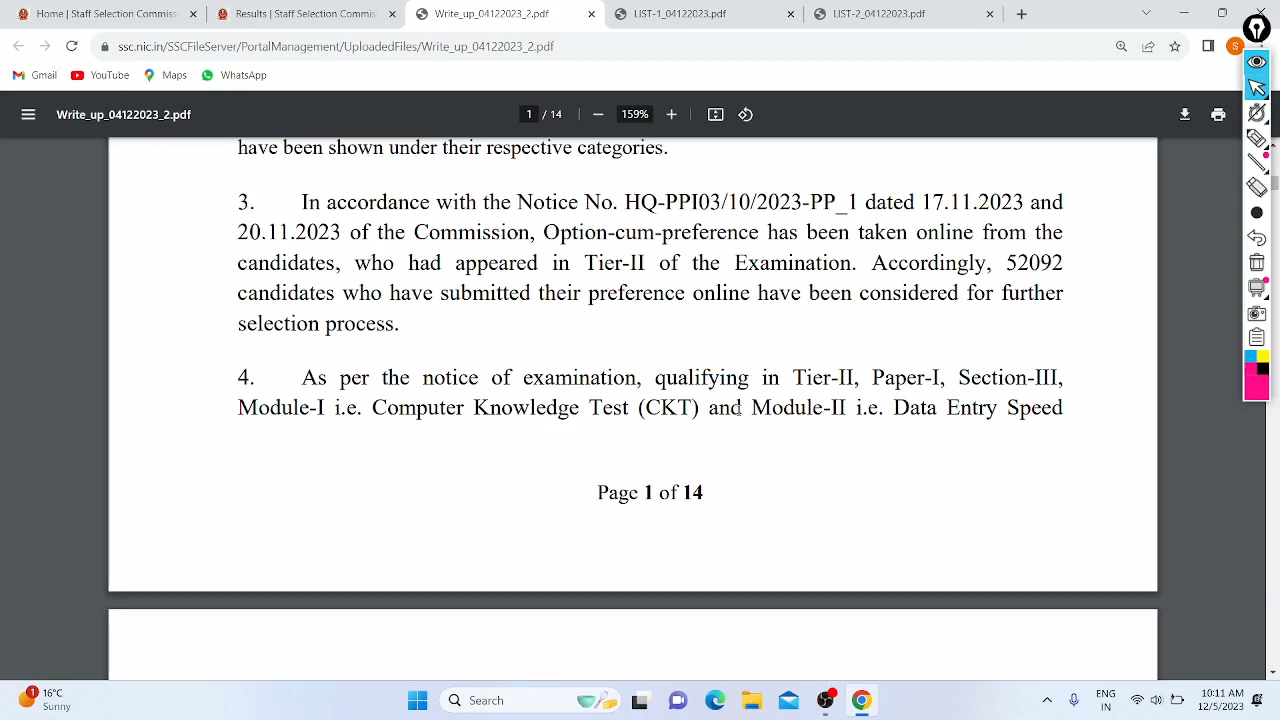 Home | Staff Selection Commissi
Results | Staff Selection Commiss
Write_up_04122023_2.pdf
LIST-1_04122023.pdf
LIST-2_04122023.pdf
ssc.nic.in/SSCFileServer/PortalManagement/UploadedFiles/Write_up_04122023_2.pdf
S
Gmail
YouTube
Maps
WhatsApp
Write_up_04122023_2.pdf
1 / 14
159%
have been shown under their respective categories.
3. In accordance with the Notice No. HQ-PPI03/10/2023-PP_1 dated 17.11.2023 and
20.11.2023 of the Commission, Option-cum-preference has been taken online from the
candidates, who had appeared in Tier-II of the Examination. Accordingly, 52092
candidates who have submitted their preference online have been considered for further
selection process.
4. As per the notice of examination, qualifying in Tier-II, Paper-I, Section-III,
Module-I i.e. Computer Knowledge Test (CKT) and Module-II i.e. Data Entry Speed
Page 1 of 14
1
16°C
Sunny
Search
ENG
IN
10:11 AM
12/5/2023